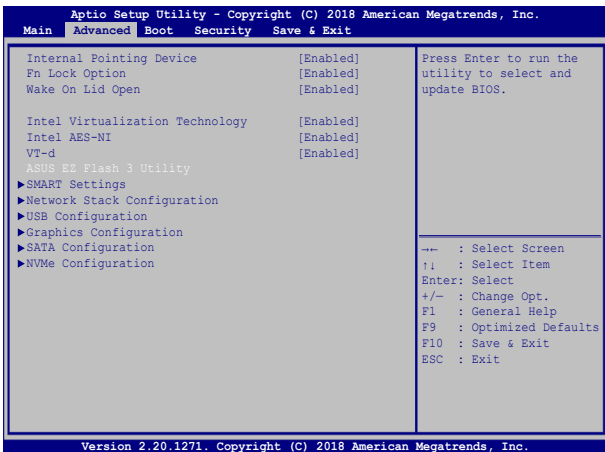 Aptio Setup Utility - Copyright (C) 2018 American Megatrends, Inc.
Main Advanced Boot Security Save & Exit
Internal Pointing Device [Enabled]
Fn Lock Option [Enabled]
Wake On Lid Open [Enabled]
Intel Virtualization Technology [Enabled]
Intel AES-NI [Enabled]
VT-d [Enabled]
ASUS EZ Flash 3 Utility
▶SMART Settings
▶Network Stack Configuration
▶USB Configuration
▶Graphics Configuration
▶SATA Configuration
▶NVMe Configuration
Press Enter to run the
utility to select and
update BIOS.
→← : Select Screen
↑↓ : Select Item
Enter: Select
+/— : Change Opt.
F1 : General Help
F9 : Optimized Defaults
F10 : Save & Exit
ESC : Exit
Version 2.20.1271. Copyright (C) 2018 American Megatrends, Inc.